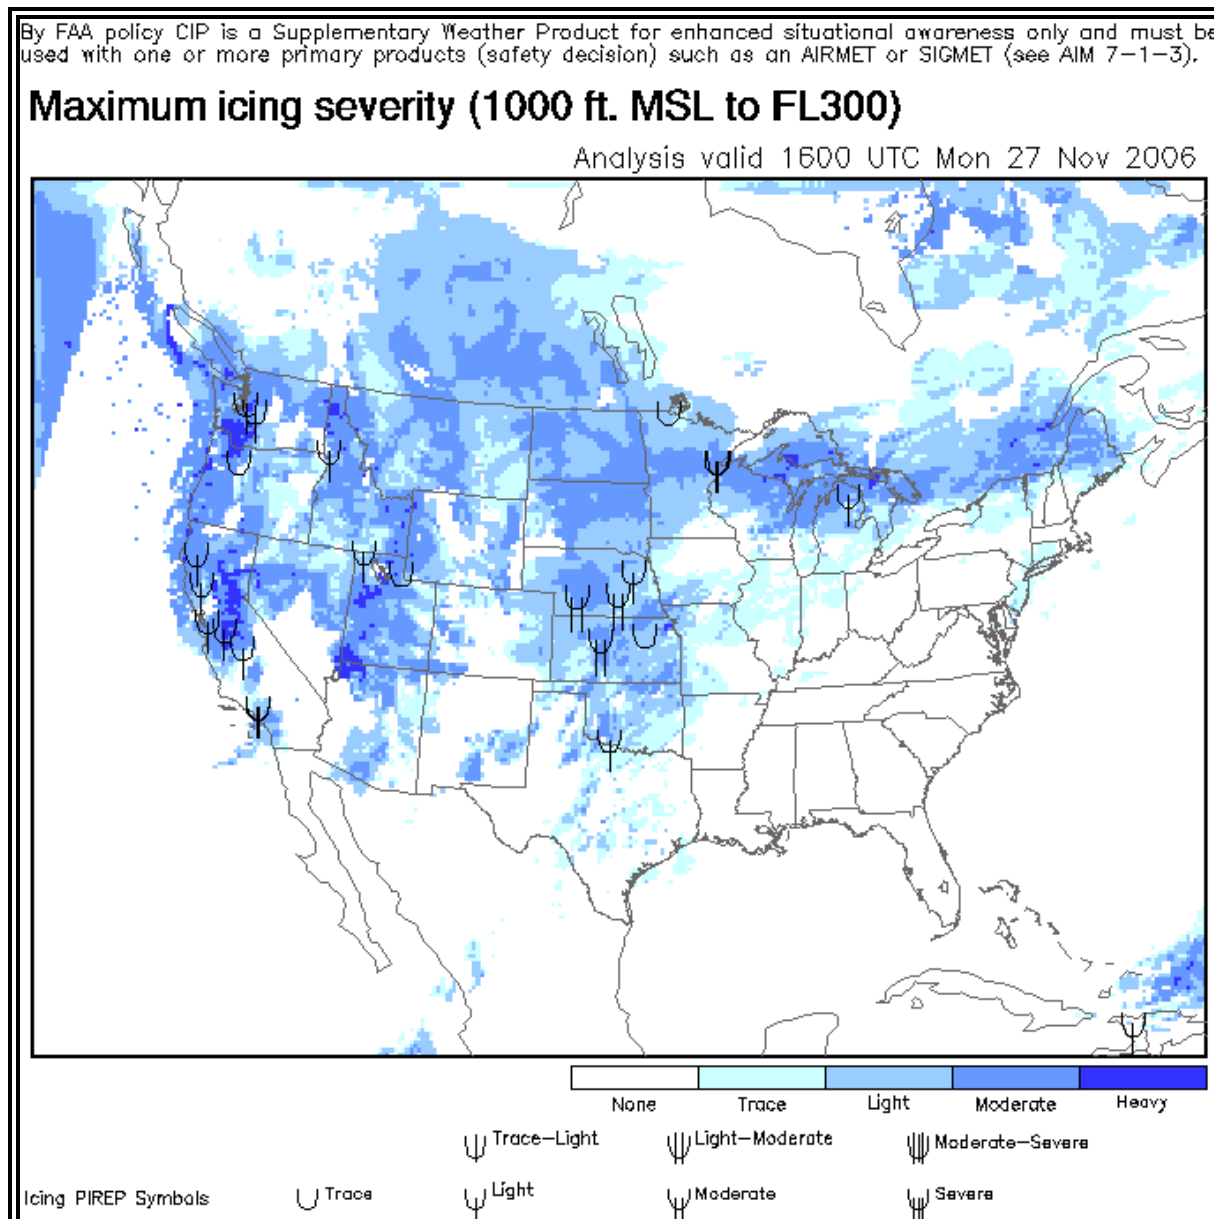 By FAA policy CIP is a Supplementary Weather Product for enhanced situational awareness only and must be
used with one or more primary products (safety decision) such as an AIRMET or SIGMET (see AIM 7-1-3).
Maximum icing severity (1000 ft. MSL to FL300)
Analysis valid 1600 UTC Mon 27 Nov 2006
None Trace Light Moderate Heavy
Trace-Light Light-Moderate Moderate-Severe
Icing PIREP Symbols Trace Light Moderate Severe